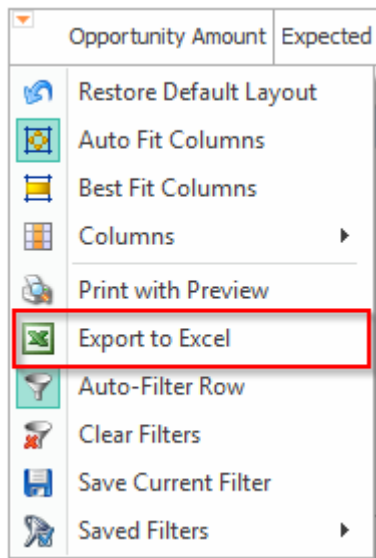 Opportunity Amount Expected
Restore Default Layout
Auto Fit Columns
Best Fit Columns
Columns
Print with Preview
Export to Excel
Auto-Filter Row
Clear Filters
Save Current Filter
Saved Filters